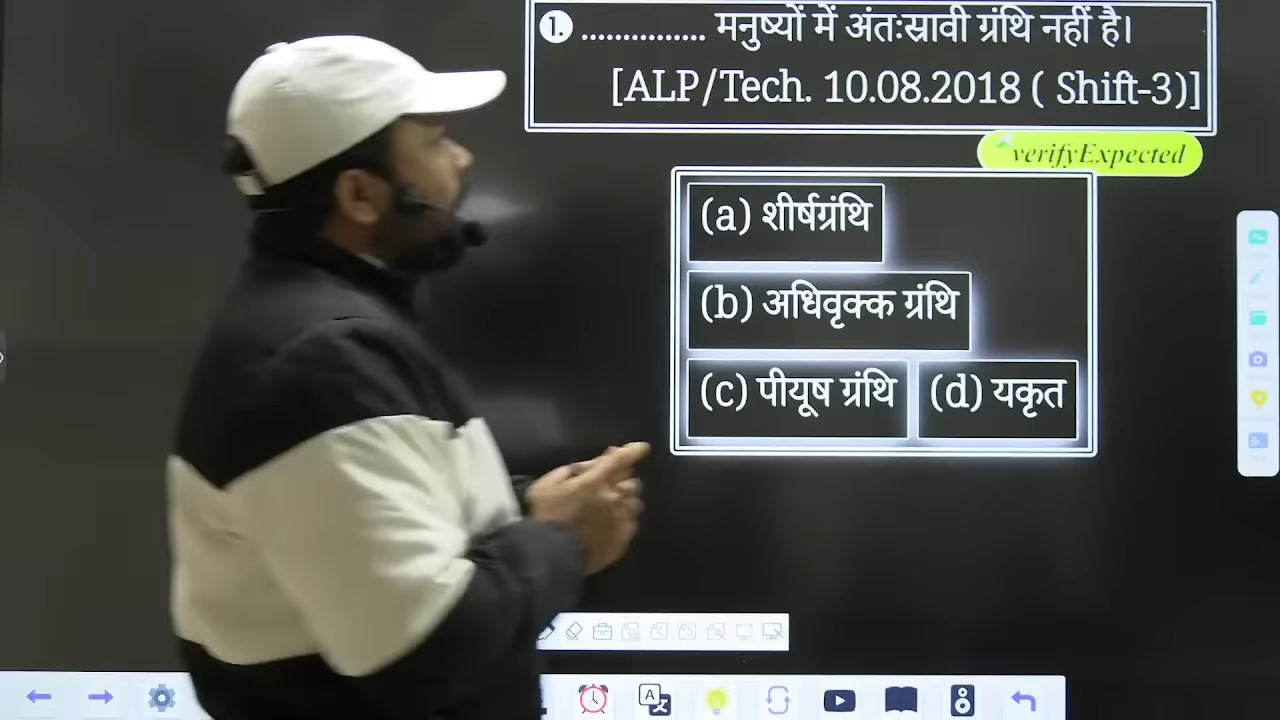 1. ............... मनुष्यों में अंतःस्रावी ग्रंथि नहीं है।
[ALP/Tech. 10.08.2018 ( Shift-3)]
verifyExpected
(a) शीर्षग्रंथि
(b) अधिवृक्क ग्रंथि
(c) पीयूष ग्रंथि (d) यकृत